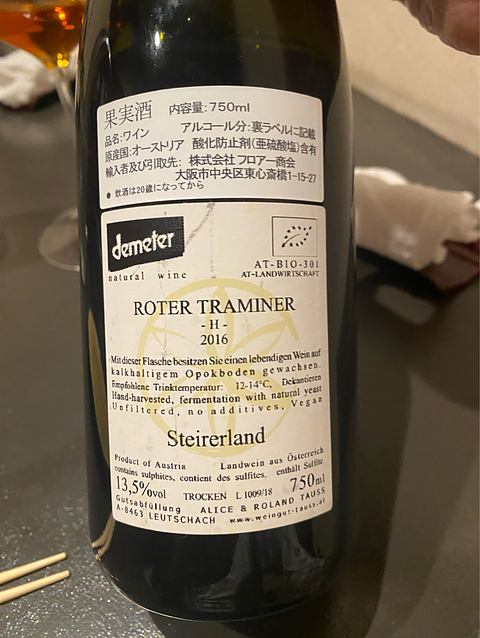 果実酒 内容量:750ml
品名:ワイン アルコール分:裏ラベルに記載
原産国:オーストリア 酸化防止剤(亜硫酸塩)含有
輸入者及び引取先: 株式会社フロアー商会
大阪市中央区東心斎橋1-15-27
● 飲酒は20歳になってから
demeter
natural wine
AT-BIO-301
AT-LANDWIRTSCHAFT
ROTER TRAMINER
- H -
2016
Mit dieser Flasche besitzen Sie einen lebendigen Wein auf
kalkhaltigem Opokboden gewachsen.
Empfohlene Trinktemperatur: 12-14°C, Dekantieren
Hand-harvested, fermentation with natural yeast
Unfiltered, no additives, Vegan
Steirerland
Product of Austria Landwein aus Österreich
contains sulphites, contient des sulfites, enthält Sulfite
13,5%vol TROCKEN L 1009/18 750ml
Gutsabfüllung ALICE & ROLAND TAUSS
A-8463 LEUTSCHACH www.weingut-tauss.at